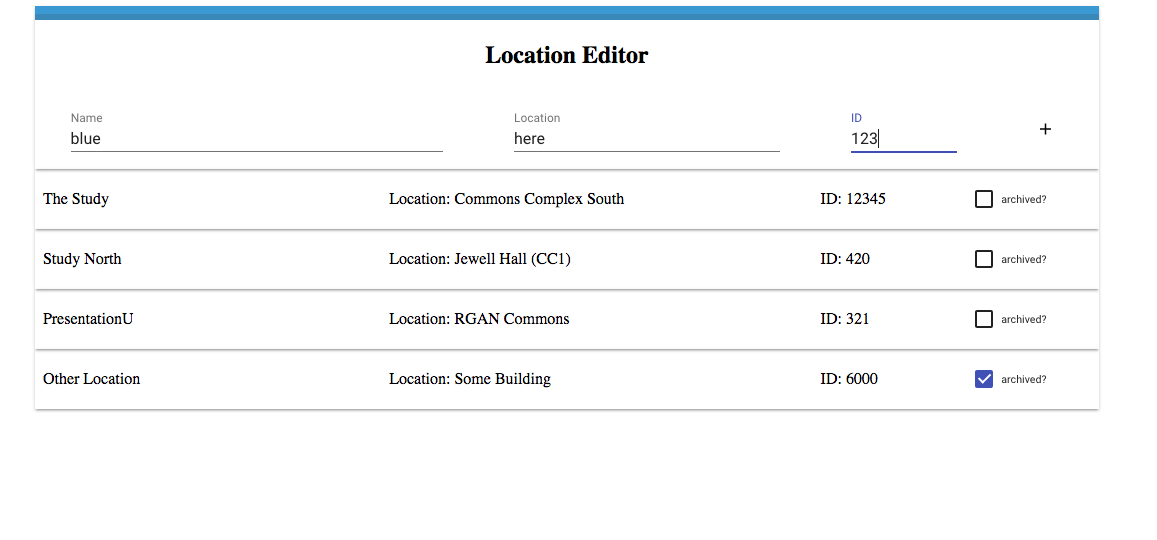 Location Editor
Name Location ID
blue here 123 +
The Study Location: Commons Complex South ID: 12345 archived?
Study North Location: Jewell Hall (CC1) ID: 420 archived?
PresentationU Location: RGAN Commons ID: 321 archived?
Other Location Location: Some Building ID: 6000 archived?